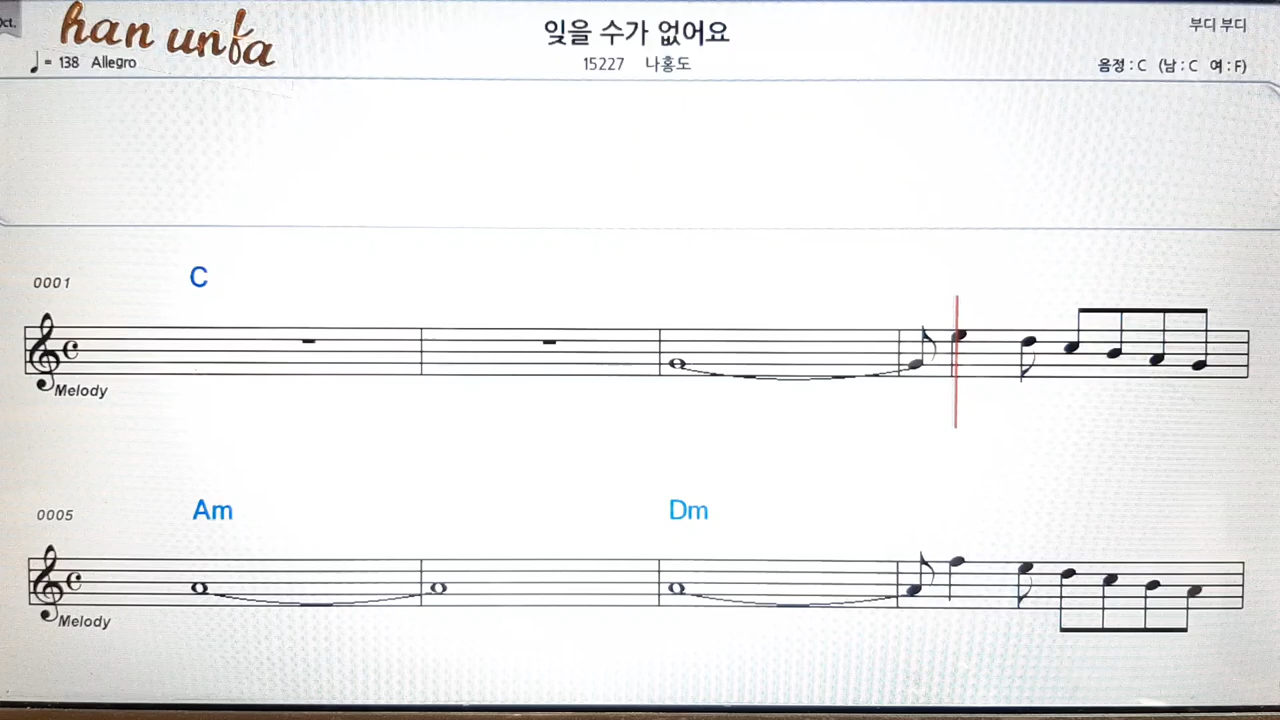 Oct.
han unfa
잊을 수가 없어요
부디 부디
♩ = 138 Allegro
15227 나홍도
음정 : C (남 : C 여 : F)
0001
C
Melody
0005
Am
Dm
Melody